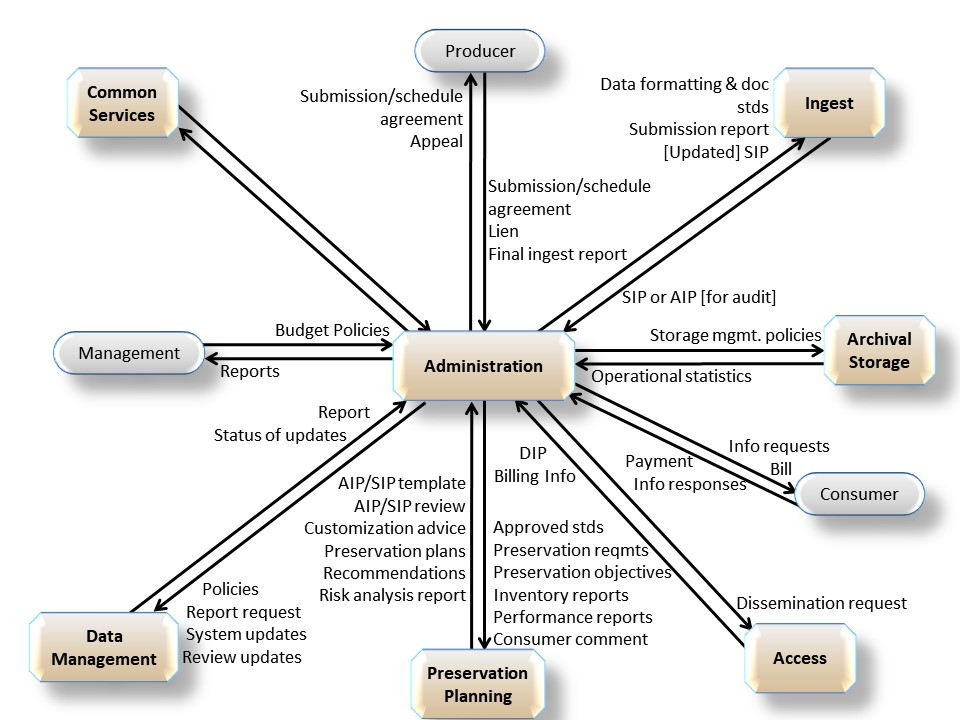 Producer
Common
Services
Submission/schedule
agreement
Appeal
Data formatting & doc
stds
Submission report
[Updated] SIP
Ingest
Submission/schedule
agreement
Lien
Final ingest report
SIP or AIP [for audit]
Management
Budget Policies
Reports
Administration
Storage mgmt. policies
Operational statistics
Archival
Storage
Report
Status of updates
DIP
Billing Info
Payment
Info responses
Info requests
Bill
Consumer
AIP/SIP template
AIP/SIP review
Customization advice
Preservation plans
Recommendations
Risk analysis report
Approved stds
Preservation reqmts
Preservation objectives
Inventory reports
Performance reports
Consumer comment
Policies
Report request
System updates
Review updates
Data
Management
Preservation
Planning
Dissemination request
Access